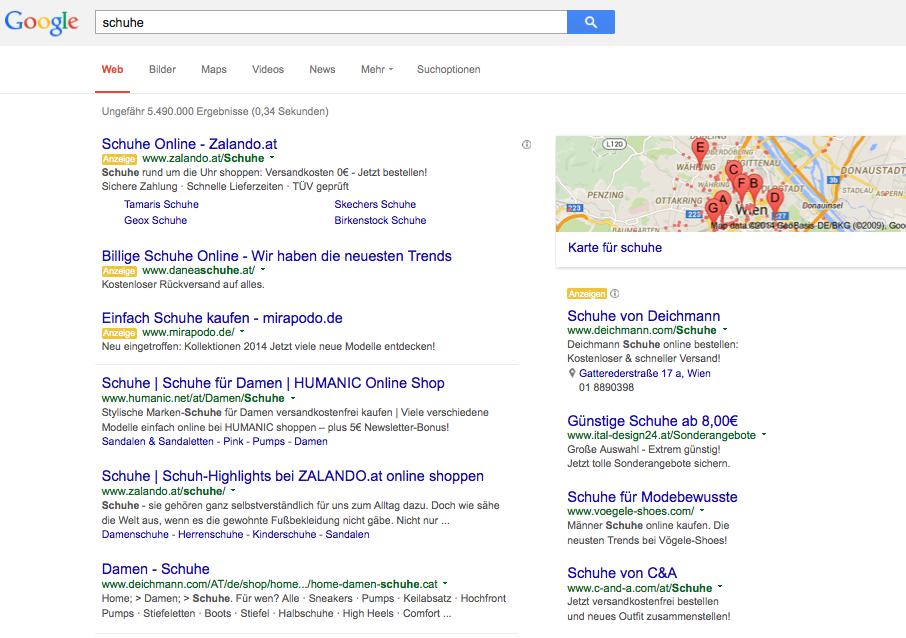 Google
schuhe
Web Bilder Maps Videos News Mehr Suchoptionen
Ungefähr 5.490.000 Ergebnisse (0,34 Sekunden)
Schuhe Online - Zalando.at
Anzeige www.zalando.at/Schuhe
Schuhe rund um die Uhr shoppen: Versandkosten 0€ - Jetzt bestellen!
Sichere Zahlung · Schnelle Lieferzeiten · TÜV geprüft
Tamaris Schuhe Skechers Schuhe
Geox Schuhe Birkenstock Schuhe
Billige Schuhe Online - Wir haben die neuesten Trends
Anzeige www.daneaschuhe.at/
Kostenloser Rückversand auf alles.
Einfach Schuhe kaufen - mirapodo.de
Anzeige www.mirapodo.de/
Neu eingetroffen: Kollektionen 2014 Jetzt viele neue Modelle entdecken!
Schuhe | Schuhe für Damen | HUMANIC Online Shop
www.humanic.net/at/Damen/Schuhe
Stylische Marken-Schuhe für Damen versandkostenfrei kaufen | Viele verschiedene
Modelle einfach online bei HUMANIC shoppen – plus 5€ Newsletter-Bonus!
Sandalen & Sandaletten - Pink - Pumps - Damen
Schuhe | Schuh-Highlights bei ZALANDO.at online shoppen
www.zalando.at/schuhe/
Schuhe - sie gehören ganz selbstverständlich für uns zum Alltag dazu. Doch wie sähe
die Welt aus, wenn es die gewohnte Fußbekleidung nicht gäbe. Nicht nur ...
Damenschuhe - Herrenschuhe - Kinderschuhe - Sandalen
Damen - Schuhe
www.deichmann.com/AT/de/shop/home.../home-damen-schuhe.cat
Home; > Damen; > Schuhe. Für wen? Alle · Sneakers · Pumps · Keilabsatz · Hochfront
Pumps · Stiefeletten · Boots · Stiefel · Halbschuhe · High Heels · Comfort ...
L120
DÖBLING
E
OBERDÖBLING
WÄHRING
C
BRIGITTENAU
DONAUSTADT
F B
3b
WÄHRING
STADLAU
ASPERN
PENZING
OTTAKRING
A
D
Donauinsel
223
G
Wien
223
227
BAUMGARTEN
Map data ©2014 GeoBasis-DE/BKG (©2009), Goo
Karte für schuhe
Anzeigen
Schuhe von Deichmann
www.deichmann.com/Schuhe
Deichmann Schuhe online bestellen:
Kostenloser & schneller Versand!
Gatterederstraße 17 a, Wien
01 8890398
Günstige Schuhe ab 8,00€
www.ital-design24.at/Sonderangebote
Große Auswahl - Extrem günstig!
Jetzt tolle Sonderangebote sichern.
Schuhe für Modebewusste
www.voegele-shoes.com/
Männer Schuhe online kaufen. Die
neusten Trends bei Vögele-Shoes!
Schuhe von C&A
www.c-and-a.com/at/Schuhe
Jetzt versandkostenfrei bestellen
und neues Outfit zusammenstellen!